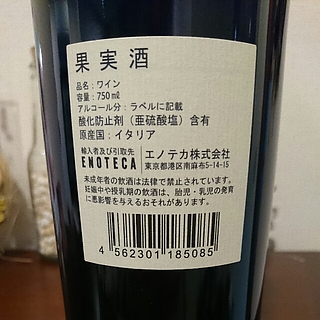 果実酒
品名：ワイン
容量：750㎖
アルコール分：ラベルに記載
酸化防止剤（亜硫酸塩）含有
原産国：イタリア
輸入者及び引取先
ENOTECA
エノテカ株式会社
東京都港区南麻布5-14-15
未成年者の飲酒は法律で禁止されています。
妊娠中や授乳期の飲酒は、胎児・乳児の発育
に悪影響を与えるおそれがあります。
4 562301 185085